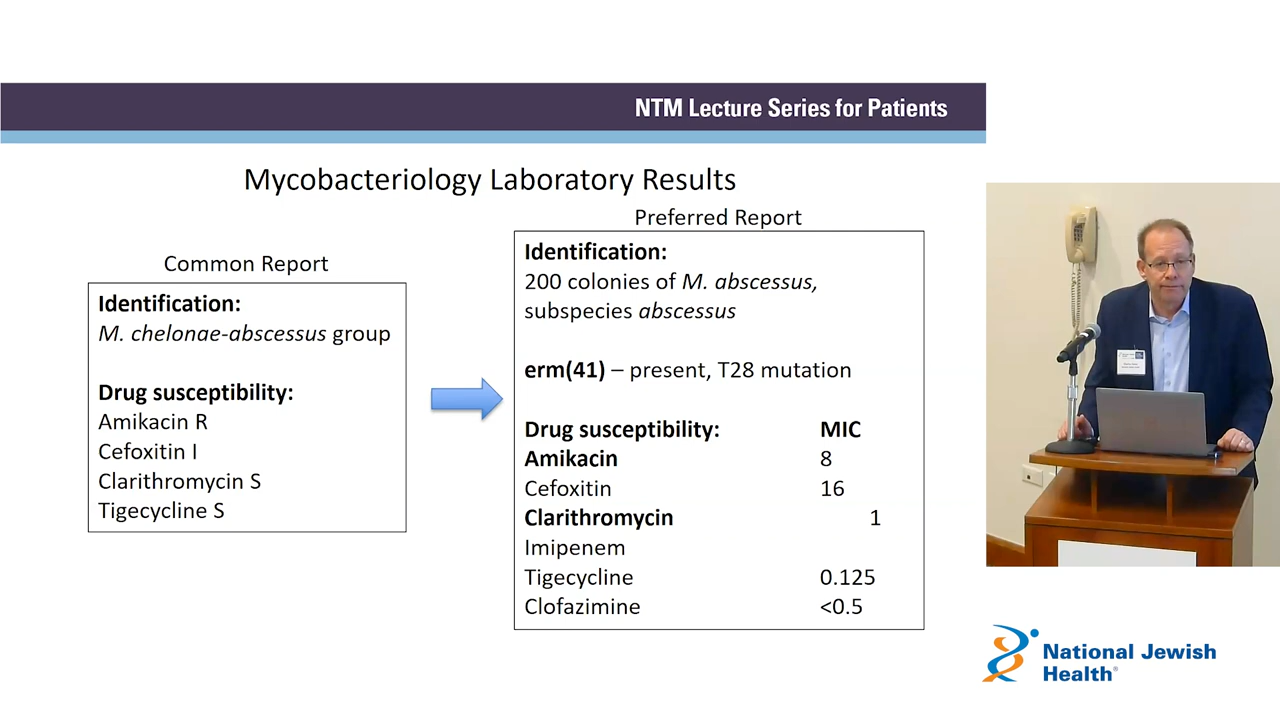 NTM Lecture Series for Patients
Mycobacteriology Laboratory Results
Common Report
Identification:
M. chelonae-abscessus group
Drug susceptibility:
Amikacin R
Cefoxitin I
Clarithromycin S
Tigecycline S
Preferred Report
Identification:
200 colonies of M. abscessus,
subspecies abscessus
erm(41) – present, T28 mutation
Drug susceptibility: MIC
Amikacin 8
Cefoxitin 16
Clarithromycin 1
Imipenem
Tigecycline 0.125
Clofazimine <0.5
National Jewish
Health®